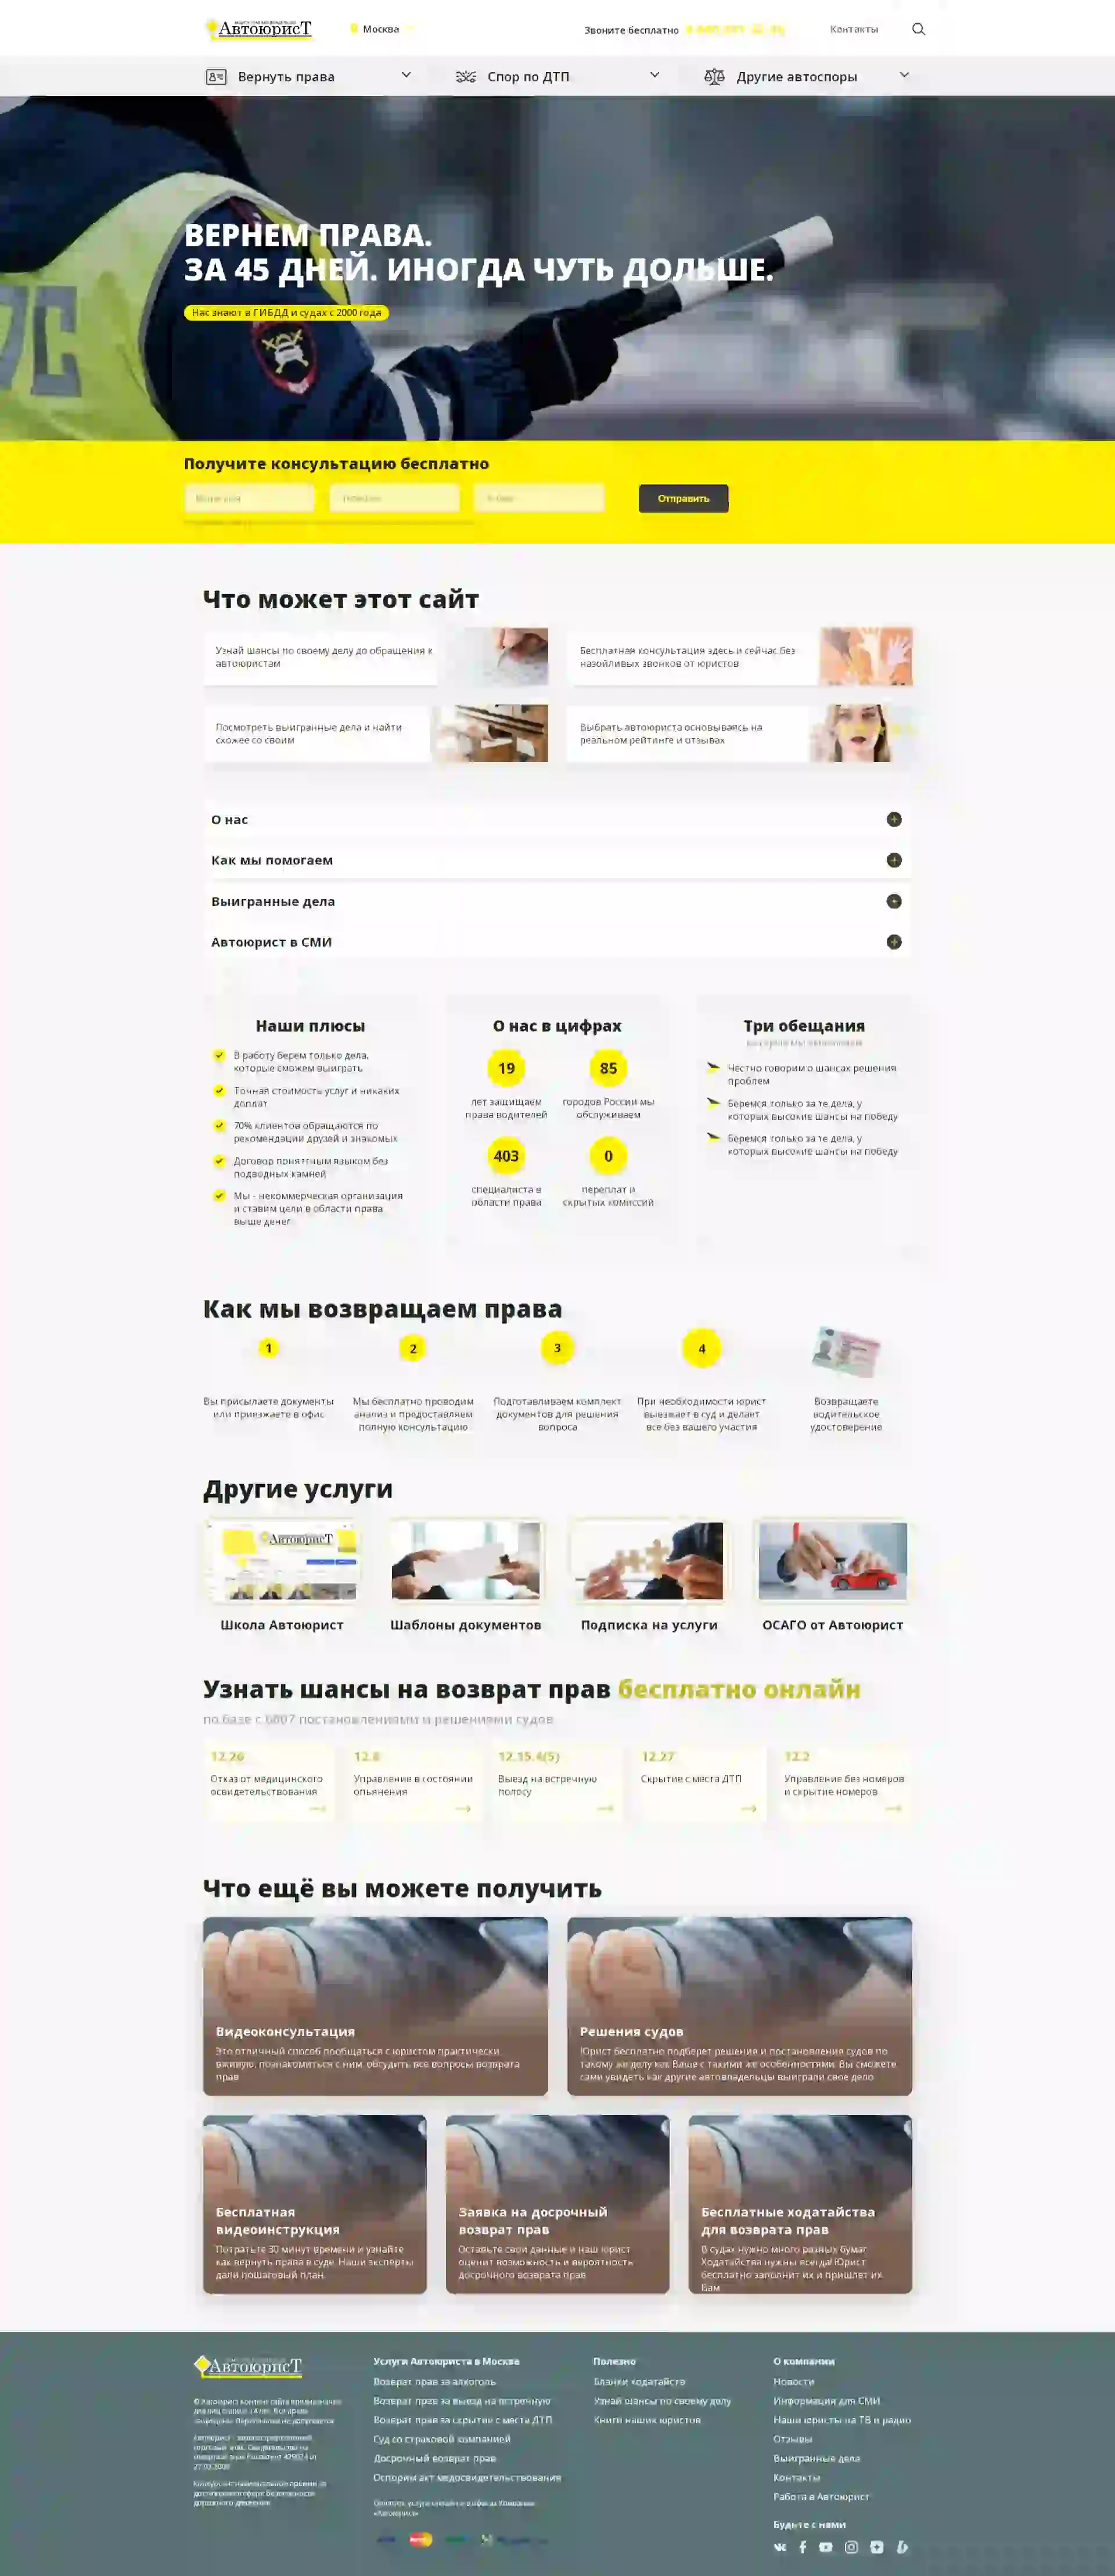 АвтоюрисТ
Москва
Звоните бесплатно
Контакты
Вернуть права
Спор по ДТП
Другие автоспоры
ВЕРНЕМ ПРАВА.
ЗА 45 ДНЕЙ. ИНОГДА ЧУТЬ ДОЛЬШЕ.
Нас знают в ГИБДД и судах с 2000 года
Получите консультацию бесплатно
Отправить
Что может этот сайт
Узнай шансы по своему делу до обращения к
автоюристам
Бесплатная консультация здесь и сейчас без
назойливых звонков от юристов
Посмотреть выигранные дела и найти
схожее со своим
Выбрать автоюриста основываясь на
реальном рейтинге и отзывах
О нас
Как мы помогаем
Выигранные дела
Автоюрист в СМИ
Наши плюсы
В работу берем только дела,
которые сможем выиграть
Точная стоимость услуг и никаких
доплат
70% клиентов обращаются по
рекомендации друзей и знакомых
Договор понятным языком без
подводных камней
Мы - некоммерческая организация
и ставим цели в области права
выше денег
О нас в цифрах
19
85
лет защищаем
права водителей
городов России мы
обслуживаем
403
0
специалиста в
области права
переплат и
скрытых комиссий
Три обещания
Честно говорим о шансах решения
проблем
Беремся только за те дела, у
которых высокие шансы на победу
Беремся только за те дела, у
которых высокие шансы на победу
Как мы возвращаем права
1
2
3
4
Вы присылаете документы
или приезжаете в офис
Мы бесплатно проводим
анализ и предоставляем
полную консультацию
Подготавливаем комплект
документов для решения
вопроса
При необходимости юрист
выезжает в суд и делает
все без вашего участия
Возвращаете
водительское
удостоверение
Другие услуги
АвтоюрисТ
Школа Автоюрист
Шаблоны документов
Подписка на услуги
ОСАГО от Автоюрист
Узнать шансы на возврат прав бесплатно онлайн
по базе с 6807 постановлениями и решениями судов
12.26
Отказ от медицинского
освидетельствования
12.8
Управление в состоянии
опьянения
12.15.4(5)
Выезд на встречную
полосу
12.27
Скрытие с места ДТП
12.2
Управление без номеров
и скрытие номеров
Что ещё вы можете получить
Видеоконсультация
Это отличный способ пообщаться с юристом практически
вживую, познакомиться с ним, обсудить все вопросы возврата
прав
Решения судов
Юрист бесплатно подберет решения и постановления судов по
такому же делу как Ваше с такими же особенностями. Вы сможете
сами увидеть как другие автовладельцы выиграли свое дело
Бесплатная
видеоинструкция
Потратьте 30 минут времени и узнайте
как вернуть права в суде. Наши эксперты
дали пошаговый план.
Заявка на досрочный
возврат прав
Оставьте свои данные и наш юрист
оценит возможность и вероятность
досрочного возврата прав
Бесплатные ходатайства
для возврата прав
В судах нужно много разных бумаг.
Ходатайства нужны всегда! Юрист
бесплатно заполнит их и пришлет их
Вам
АвтоюрисТ
Услуги Автоюриста в Москве
Возврат прав за алкоголь
Возврат прав за выезд на встречную
Возврат прав за скрытие с места ДТП
Суд со страховой компанией
Досрочный возврат прав
Оспорим акт медосвидетельствования
Полезно
Бланки ходатайств
Узнай шансы по своему делу
Книги наших юристов
О компании
Новости
Информация для СМИ
Наши юристы на ТВ и радио
Отзывы
Выигранные дела
Контакты
Работа в Автоюрист
Будьте с нами